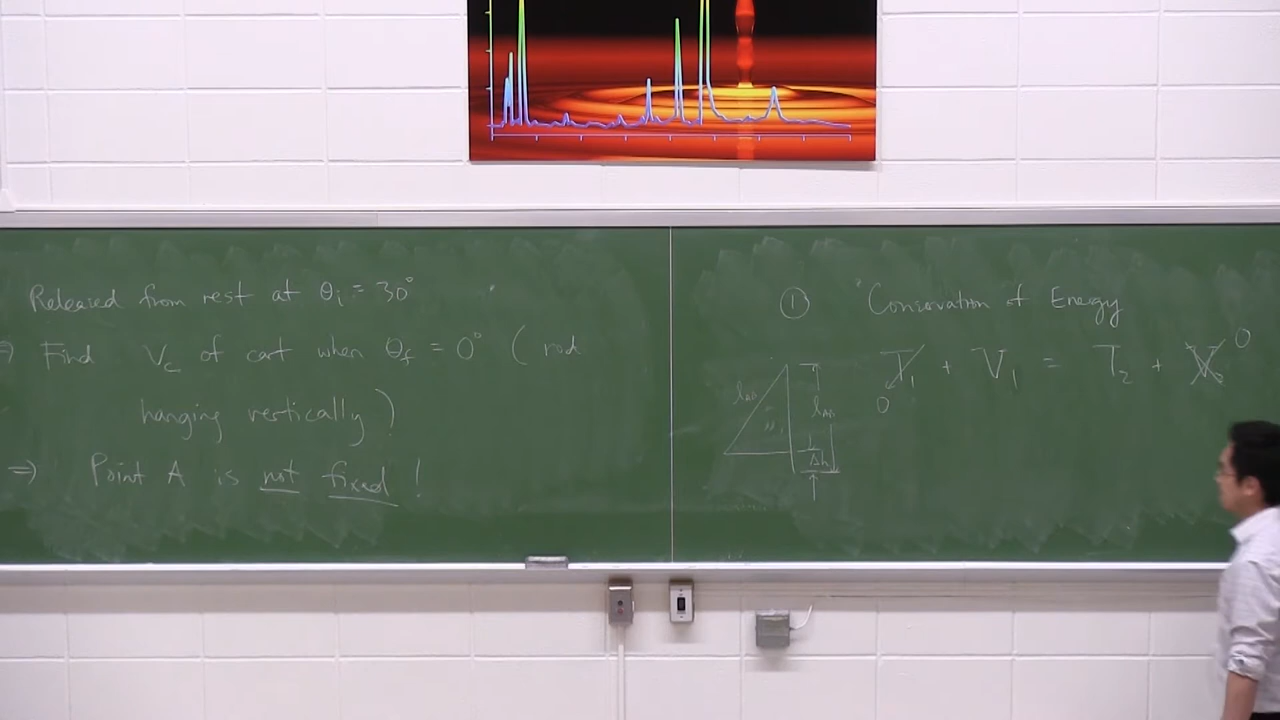 Released from rest at θi = 30°
⇒ Find Vc of cart when θf = 0° ( rod
hanging vertically )
⇒ Point A is not fixed !
① Conservation of Energy
T1 + V1 = T2 + V2
0
0
lAB
lAB
Δh